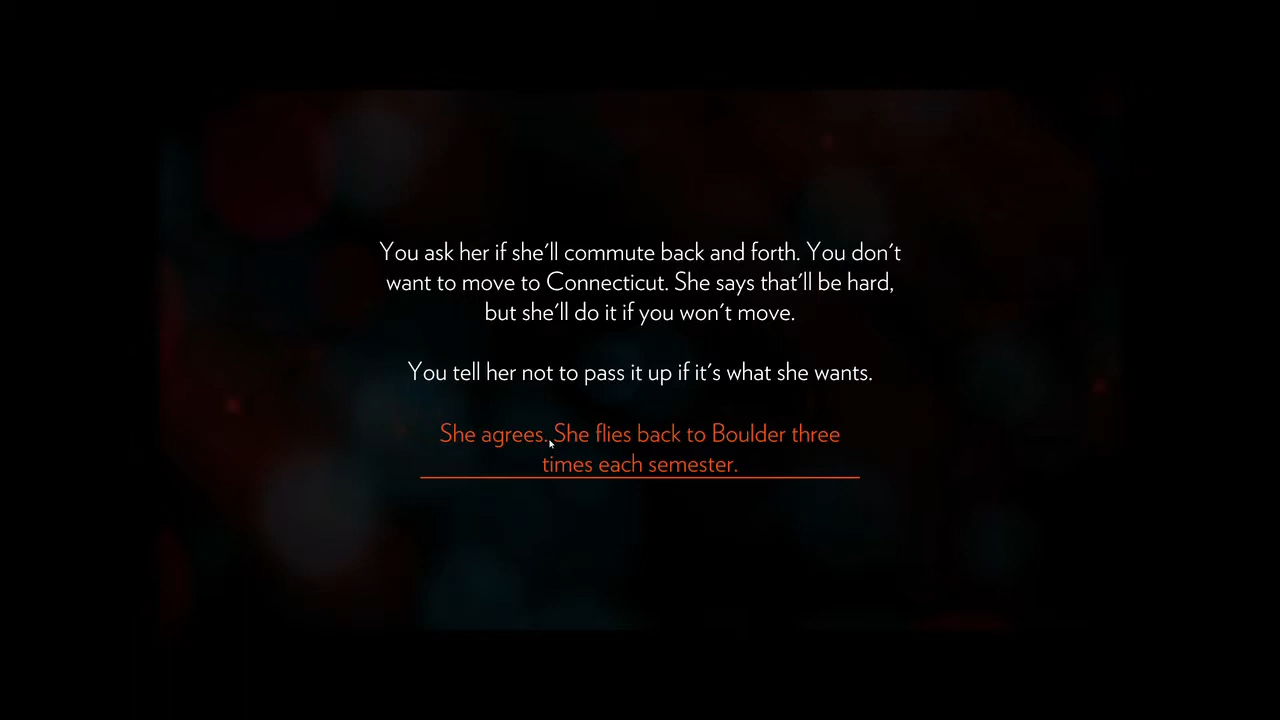 You ask her if she'll commute back and forth. You don't
want to move to Connecticut. She says that'll be hard,
but she'll do it if you won't move.
You tell her not to pass it up if it's what she wants.
She agrees. She flies back to Boulder three
times each semester.